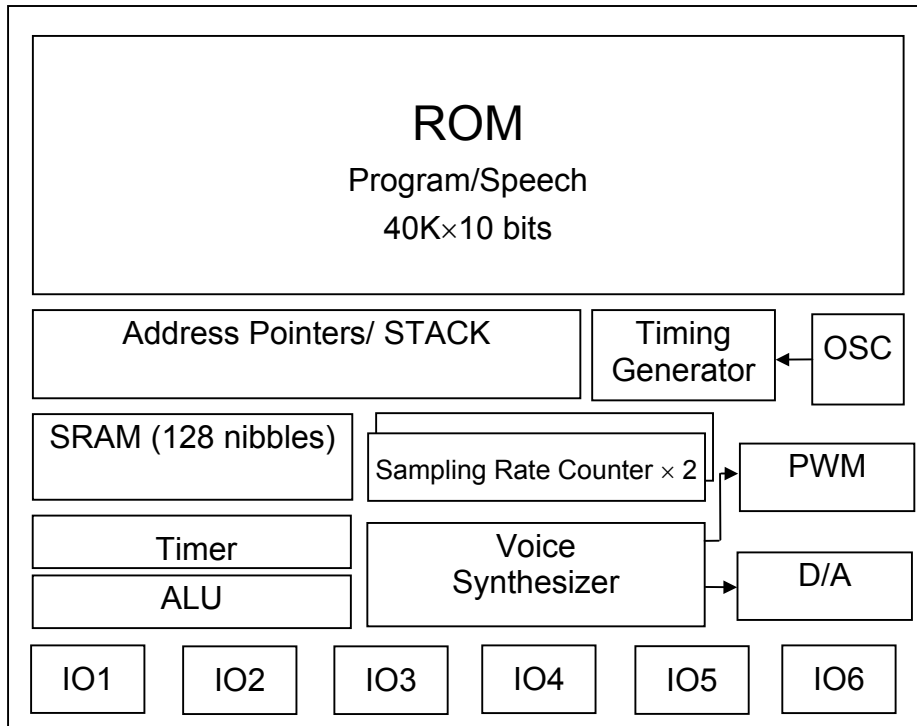 ROM
Program/Speech
40K×10 bits
Address Pointers/ STACK
Timing
Generator
OSC
SRAM (128 nibbles)
Sampling Rate Counter × 2
PWM
Timer
Voice
Synthesizer
D/A
ALU
IO1
IO2
IO3
IO4
IO5
IO6